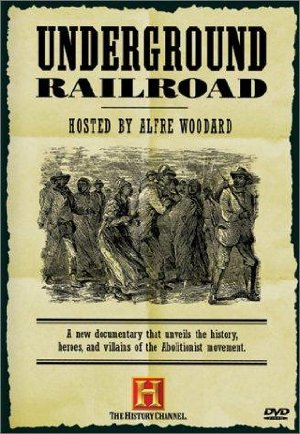 UNDERGROUND
RAILROAD
HOSTED BY ALFRE WOODARD
A new documentary that unveils the history,
heroes, and villains of the Abolitionist movement.
H
THE HISTORY CHANNEL
DVD
VIDEO